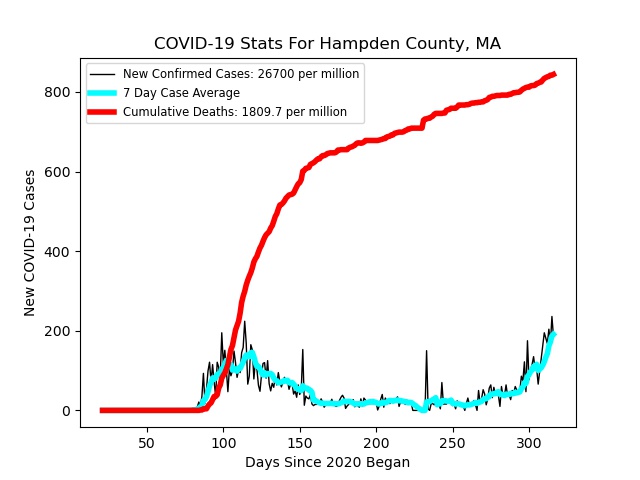 COVID-19 Stats For Hampden County, MA
New Confirmed Cases: 26700 per million
7 Day Case Average
Cumulative Deaths: 1809.7 per million
800
600
400
200
0
New COVID-19 Cases
50 100 150 200 250 300
Days Since 2020 Began